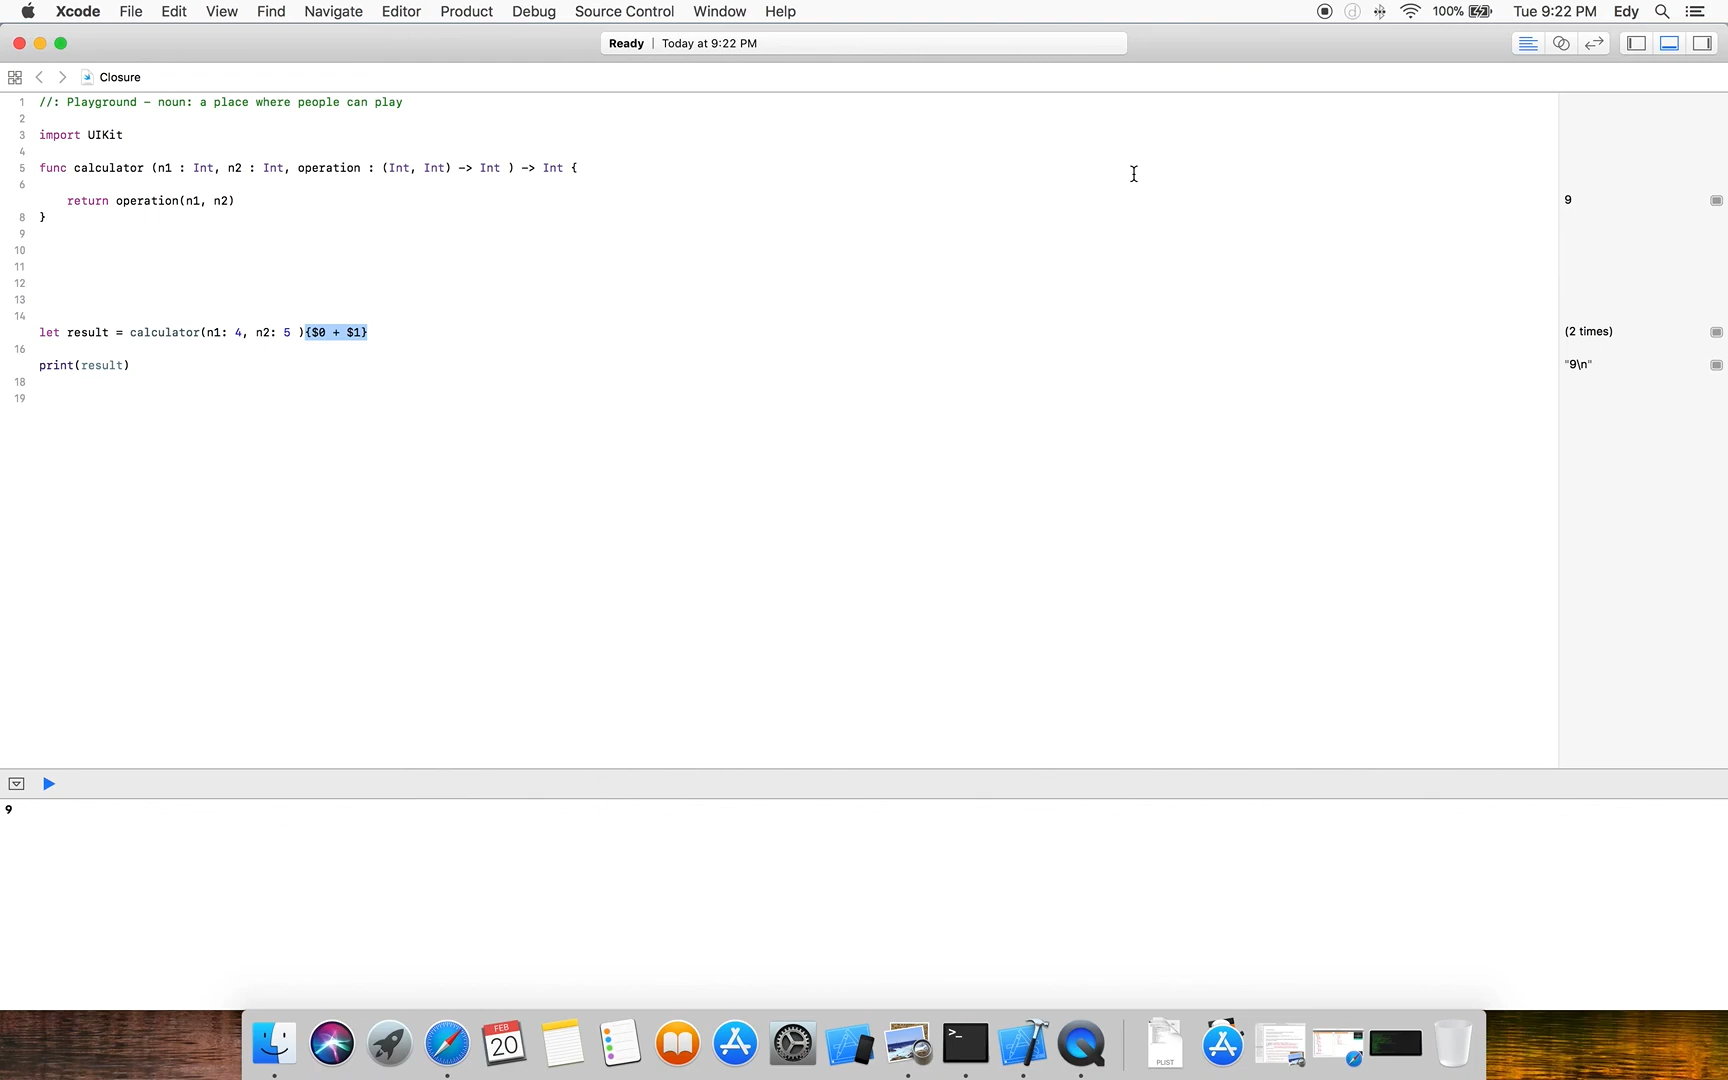 Xcode File Edit View Find Navigate Editor Product Debug Source Control Window Help 100% Tue 9:22 PM Edy
Ready | Today at 9:22 PM
Closure
1 //: Playground – noun: a place where people can play
2
3 import UIKit
4
5 func calculator (n1 : Int, n2 : Int, operation : (Int, Int) -> Int ) -> Int {
6
return operation(n1, n2) 9
8 }
9
10
11
12
13
14
let result = calculator(n1: 4, n2: 5 ){$0 + $1} (2 times)
16
print(result) "9\n"
18
19
9
FEB
20
>_
PLIST